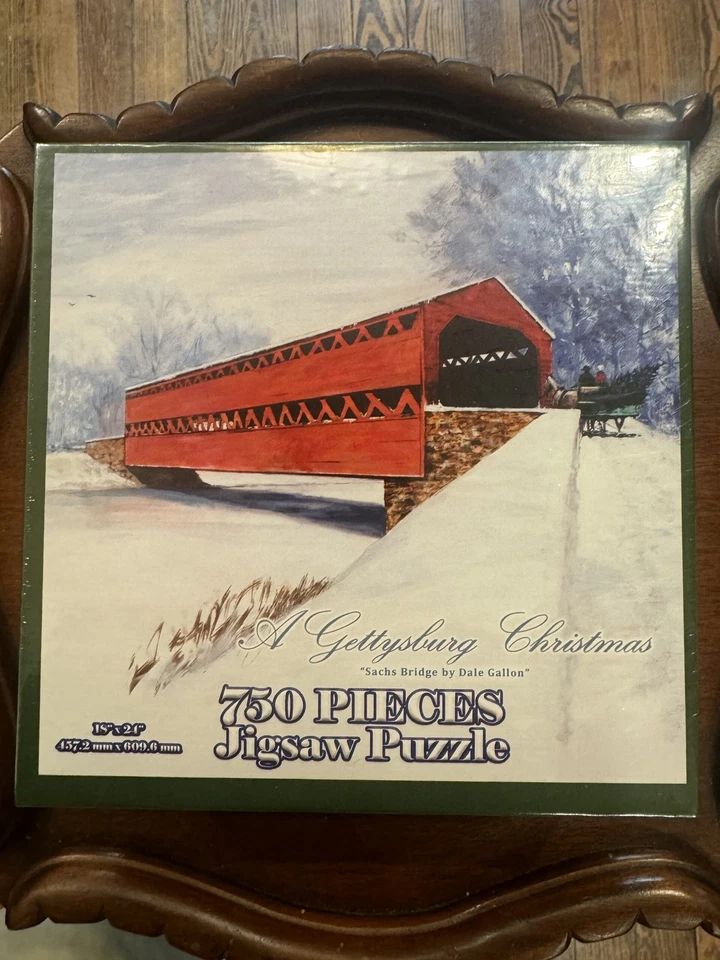 A Gettysburg Christmas
"Sachs Bridge by Dale Gallon"
750 PIECES
Jigsaw Puzzle
18"x24"
457.2 mm x 609.6 mm